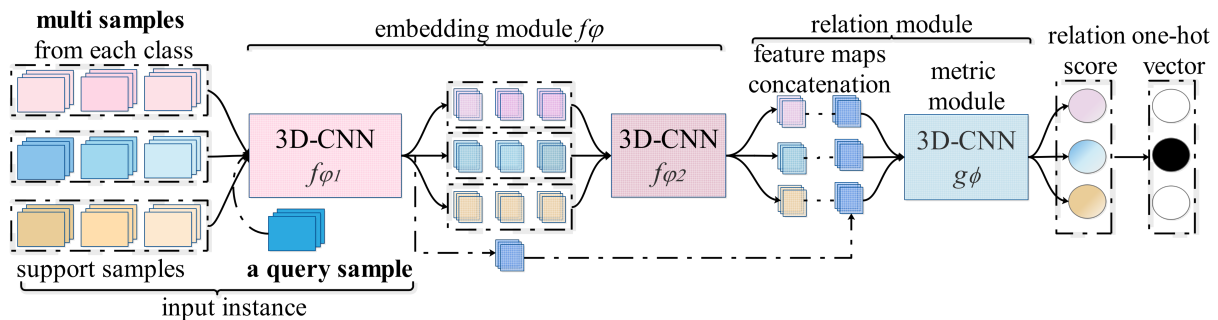 multi samples
from each class
embedding module fφ
relation module
feature maps
concatenation
metric
module
relation one-hot
score vector
3D-CNN
fφ1
3D-CNN
fφ2
3D-CNN
gϕ
support samples
a query sample
input instance